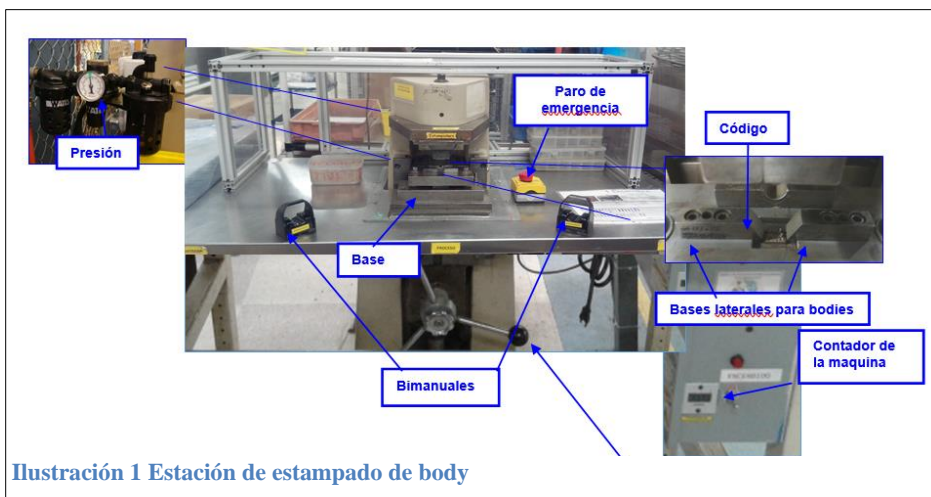 Paro de
emergencia
Código
Presión
Base
Bases laterales para bodies
Contador de
la maquina
Bimanuales
Ilustración 1 Estación de estampado de body